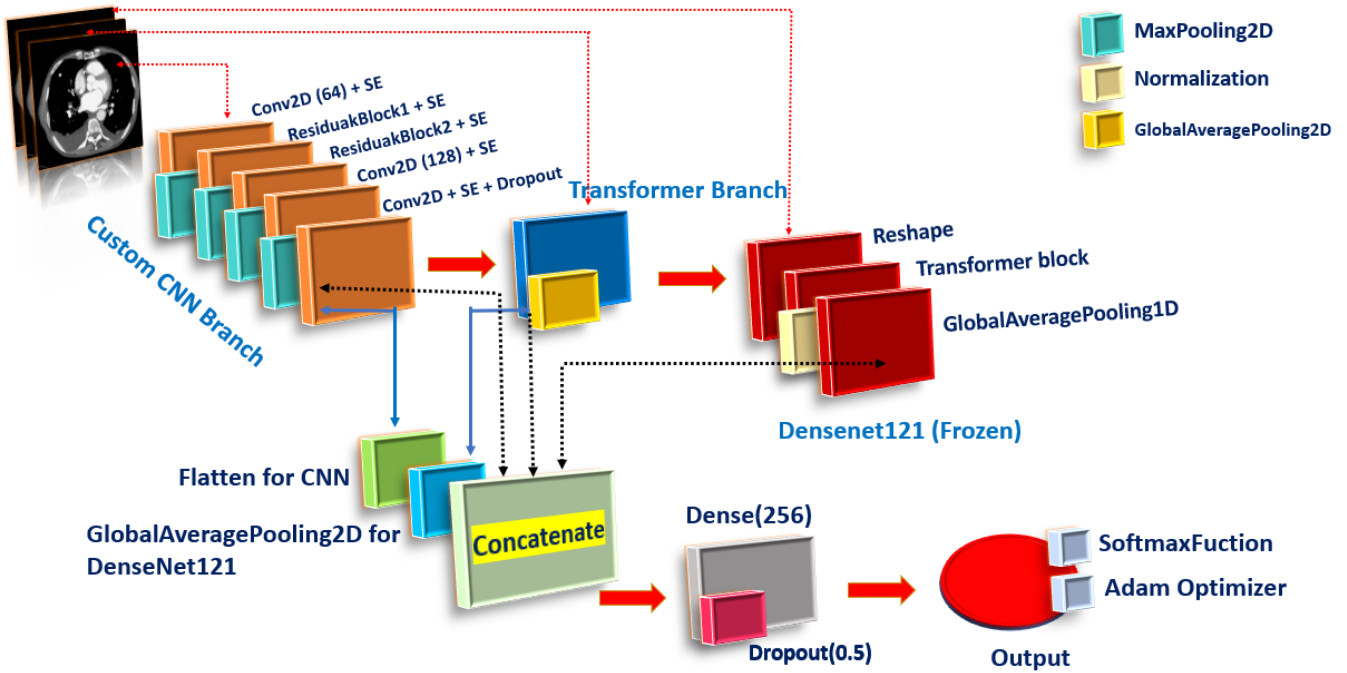 MaxPooling2D
Normalization
GlobalAveragePooling2D
Conv2D (64) + SE
ResiduakBlock1 + SE
ResiduakBlock2 + SE
Conv2D (128) + SE
Conv2D + SE + Dropout
Custom CNN Branch
Transformer Branch
Reshape
Transformer block
GlobalAveragePooling1D
Densenet121 (Frozen)
Flatten for CNN
GlobalAveragePooling2D for
DenseNet121
Concatenate
Dense(256)
Dropout(0.5)
SoftmaxFuction
Adam Optimizer
Output